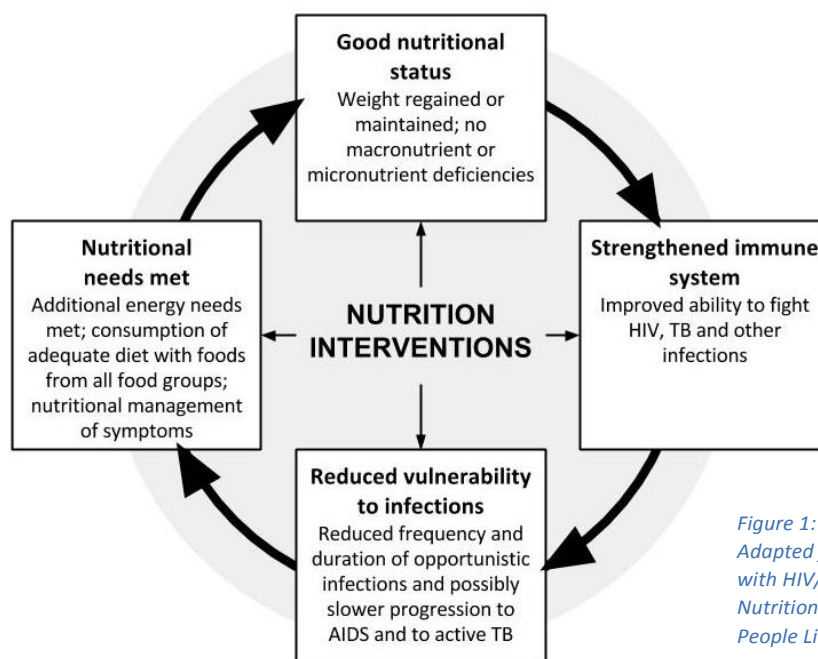 Good nutritional
status
Weight regained or
maintained; no
macronutrient or
micronutrient deficiencies
Nutritional
needs met
Additional energy needs
met; consumption of
adequate diet with foods
from all food groups;
nutritional management
of symptoms
NUTRITION
INTERVENTIONS
Strengthened immune
system
Improved ability to fight
HIV, TB and other
infections
Reduced vulnerability
to infections
Reduced frequency and
duration of opportunistic
infections and possibly
slower progression to
AIDS and to active TB
Figure 1:
Adapted
with HIV/
Nutrition
People Li